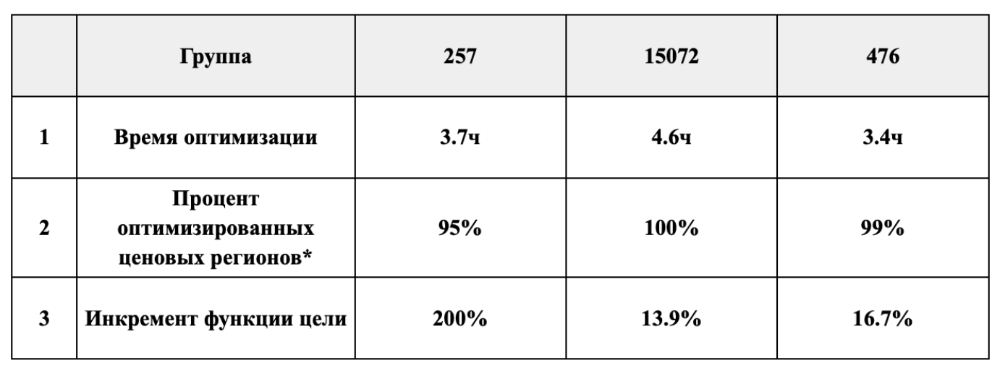 Группа 257 15072 476
1 Время оптимизации 3.7ч 4.6ч 3.4ч
Процент
2 оптимизированных 95% 100% 99%
ценовых регионов*
3 Инкремент функции цели 200% 13.9% 16.7%